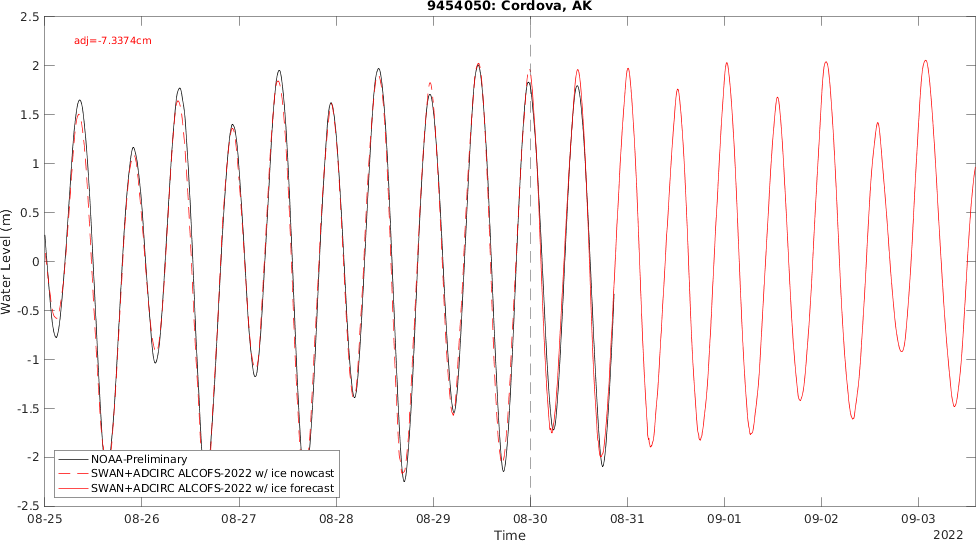 9454050: Cordova, AK
adj=-7.3374cm
2.5
2
1.5
1
0.5
0
-0.5
-1
-1.5
-2
-2.5
Water Level (m)
NOAA-Preliminary
SWAN+ADCIRC ALCOFS-2022 w/ ice nowcast
SWAN+ADCIRC ALCOFS-2022 w/ ice forecast
08-25 08-26 08-27 08-28 08-29 08-30 08-31 09-01 09-02 09-03
Time
2022